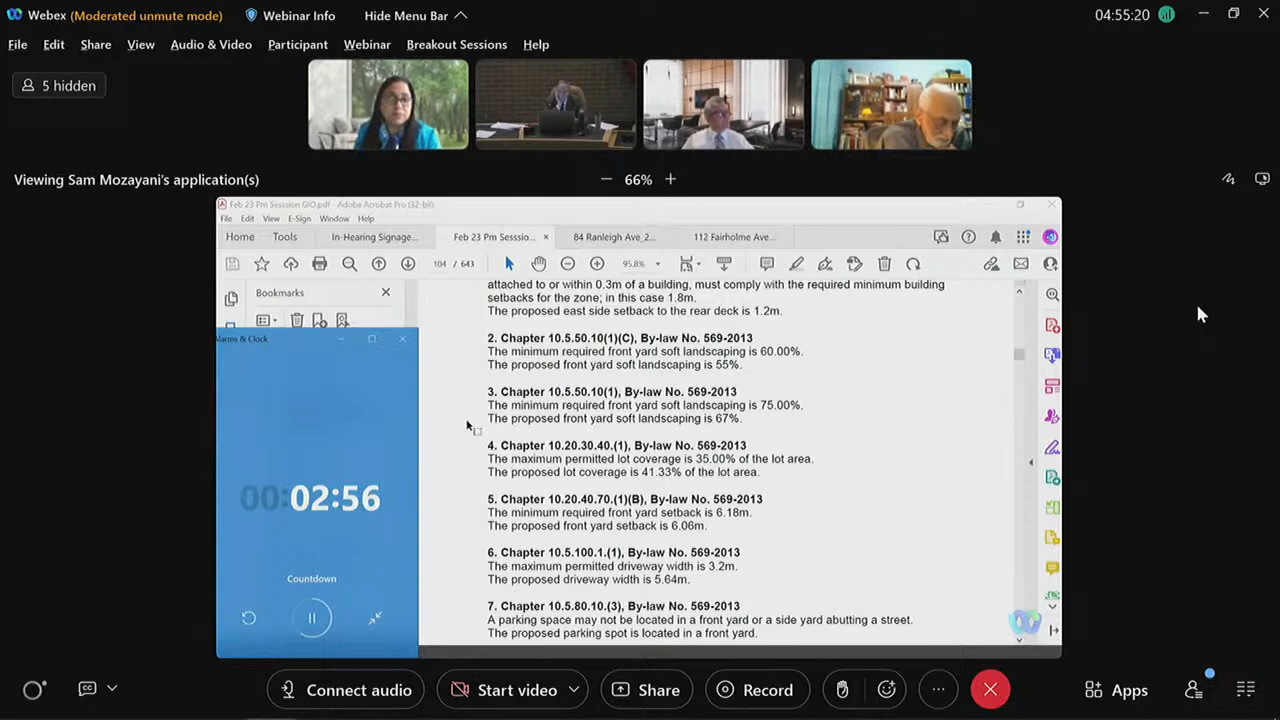 Webex (Moderated unmute mode) Webinar Info Hide Menu Bar 04:55:20
File Edit Share View Audio & Video Participant Webinar Breakout Sessions Help
5 hidden
Viewing Sam Mozayani's application(s) 66%
Feb 23 Pm Sesssion GIO.pdf - Adobe Acrobat Pro (32-bit)
File Edit View E-Sign Window Help
Home Tools In-Hearing Signage... Feb 23 Pm Sesssio... 84 Ranleigh Ave_2... 112 Fairholme Ave...
104 / 643 95.8%
Bookmarks
attached to or within 0.3m of a building, must comply with the required minimum building
setbacks for the zone; in this case 1.8m.
The proposed east side setback to the rear deck is 1.2m.
2. Chapter 10.5.50.10(1)(C), By-law No. 569-2013
The minimum required front yard soft landscaping is 60.00%.
The proposed front yard soft landscaping is 55%.
3. Chapter 10.5.50.10(1), By-law No. 569-2013
The minimum required front yard soft landscaping is 75.00%.
The proposed front yard soft landscaping is 67%.
4. Chapter 10.20.30.40.(1), By-law No. 569-2013
The maximum permitted lot coverage is 35.00% of the lot area.
The proposed lot coverage is 41.33% of the lot area.
5. Chapter 10.20.40.70.(1)(B), By-law No. 569-2013
The minimum required front yard setback is 6.18m.
The proposed front yard setback is 6.06m.
6. Chapter 10.5.100.1.(1), By-law No. 569-2013
The maximum permitted driveway width is 3.2m.
The proposed driveway width is 5.64m.
7. Chapter 10.5.80.10.(3), By-law No. 569-2013
A parking space may not be located in a front yard or a side yard abutting a street.
The proposed parking spot is located in a front yard.
larms & Clock
00:02:56
Countdown
Connect audio Start video Share Record Apps